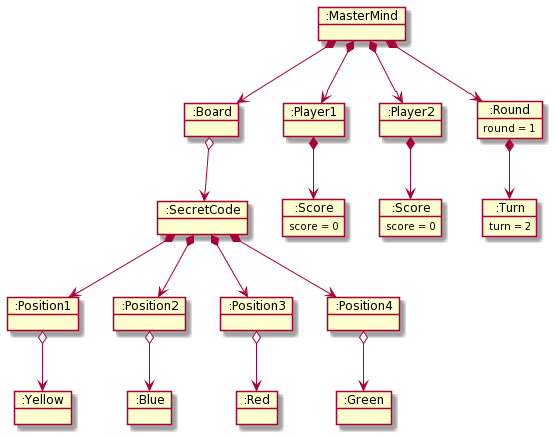 :MasterMind
:Board
:Player1
:Player2
:Round
round = 1
:SecretCode
:Score
score = 0
:Score
score = 0
:Turn
turn = 2
:Position1
:Position2
:Position3
:Position4
:Yellow
:Blue
:Red
:Green